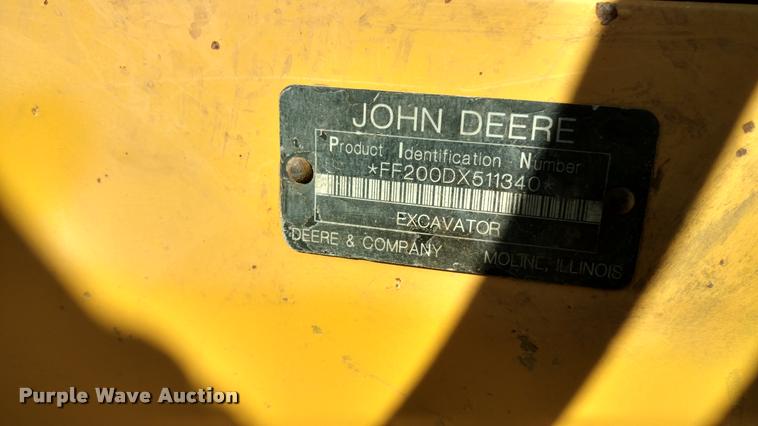 JOHN DEERE
Product Identification Number
*FF200DX511340*
EXCAVATOR
DEERE & COMPANY MOLINE, ILLINOIS
Purple Wave Auction®